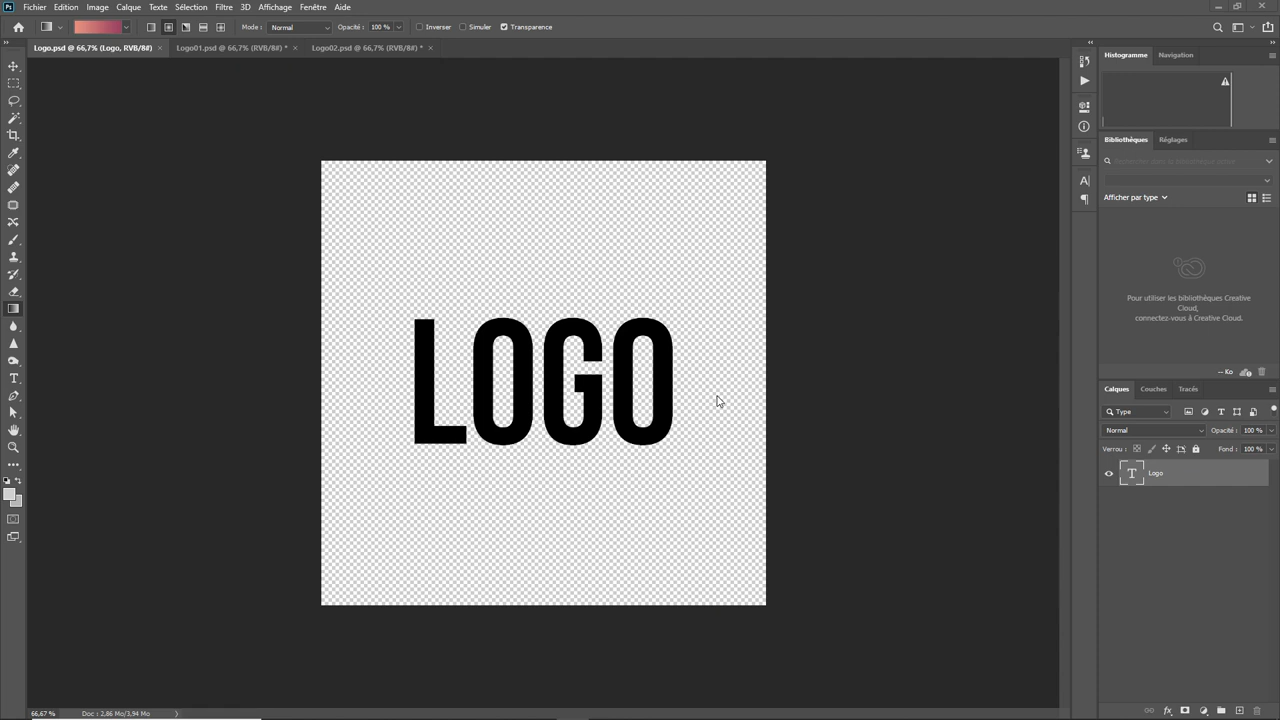 Fichier Edition Image Calque Texte Sélection Filtre 3D Affichage Fenêtre Aide
Mode : Normal Opacité : 100 % Inverser Simuler Transparence
Logo.psd @ 66,7% (Logo, RVB/8#) × Logo01.psd @ 66,7% (RVB/8#) * × Logo02.psd @ 66,7% (RVB/8#) * ×
Histogramme Navigation
Bibliothèques Réglages
Afficher par type
Pour utiliser les bibliothèques Creative
Cloud,
connectez-vous à Creative Cloud.
-- Ko
LOGO
Calques Couches Tracés
Type
Normal Opacité : 100 %
Verrou : Fond : 100 %
T Logo
66,67 % Doc : 2,86 Mo/3,94 Mo